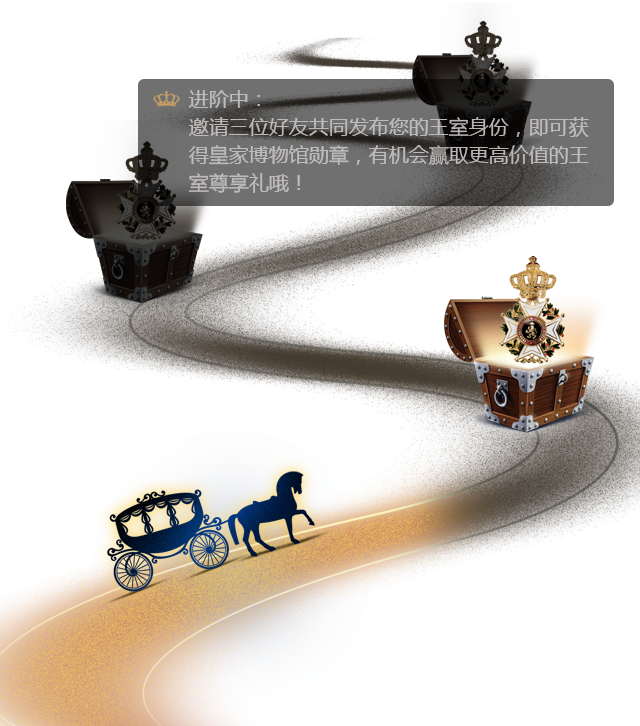 进阶中：
邀请三位好友共同发布您的王室身份，即可获
得皇家博物馆勋章，有机会赢取更高价值的王
室尊享礼哦！